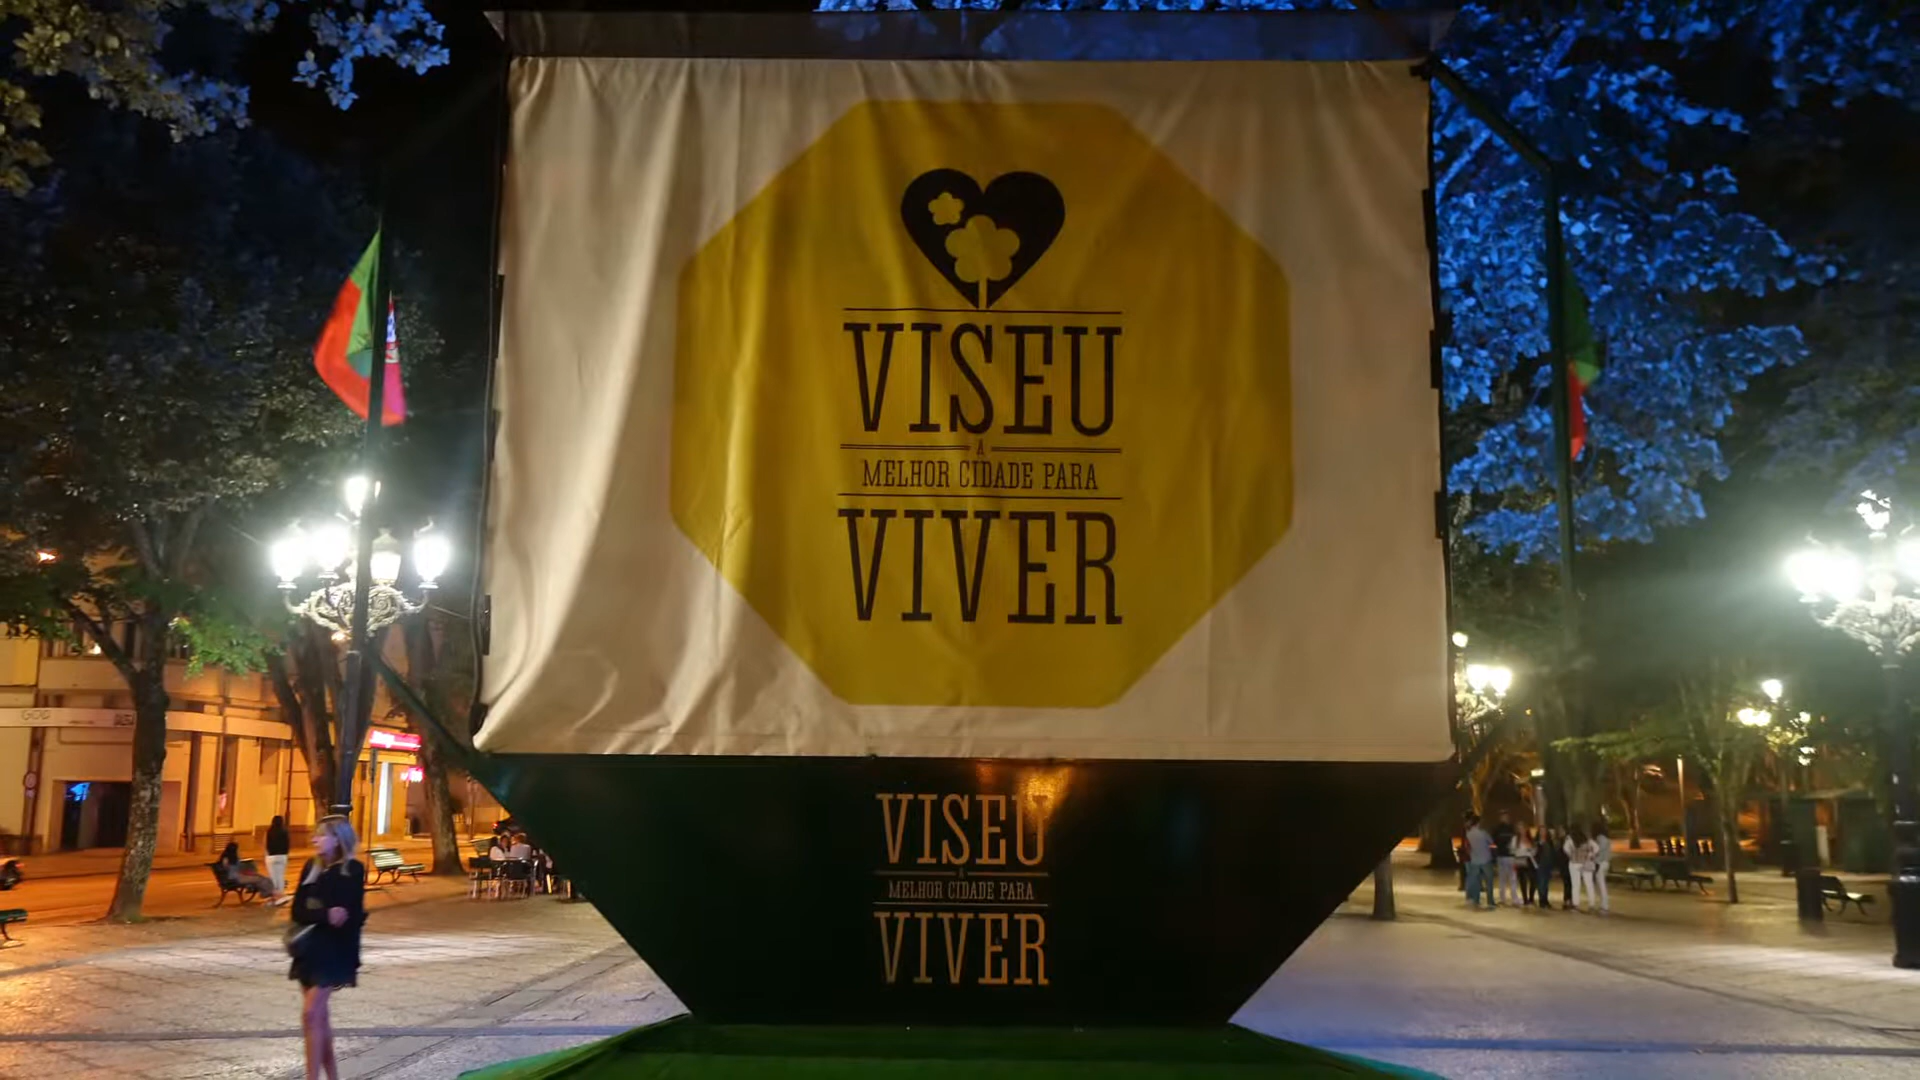 VISEU
A
MELHOR CIDADE PARA
VIVER
VISEU
A
MELHOR CIDADE PARA
VIVER